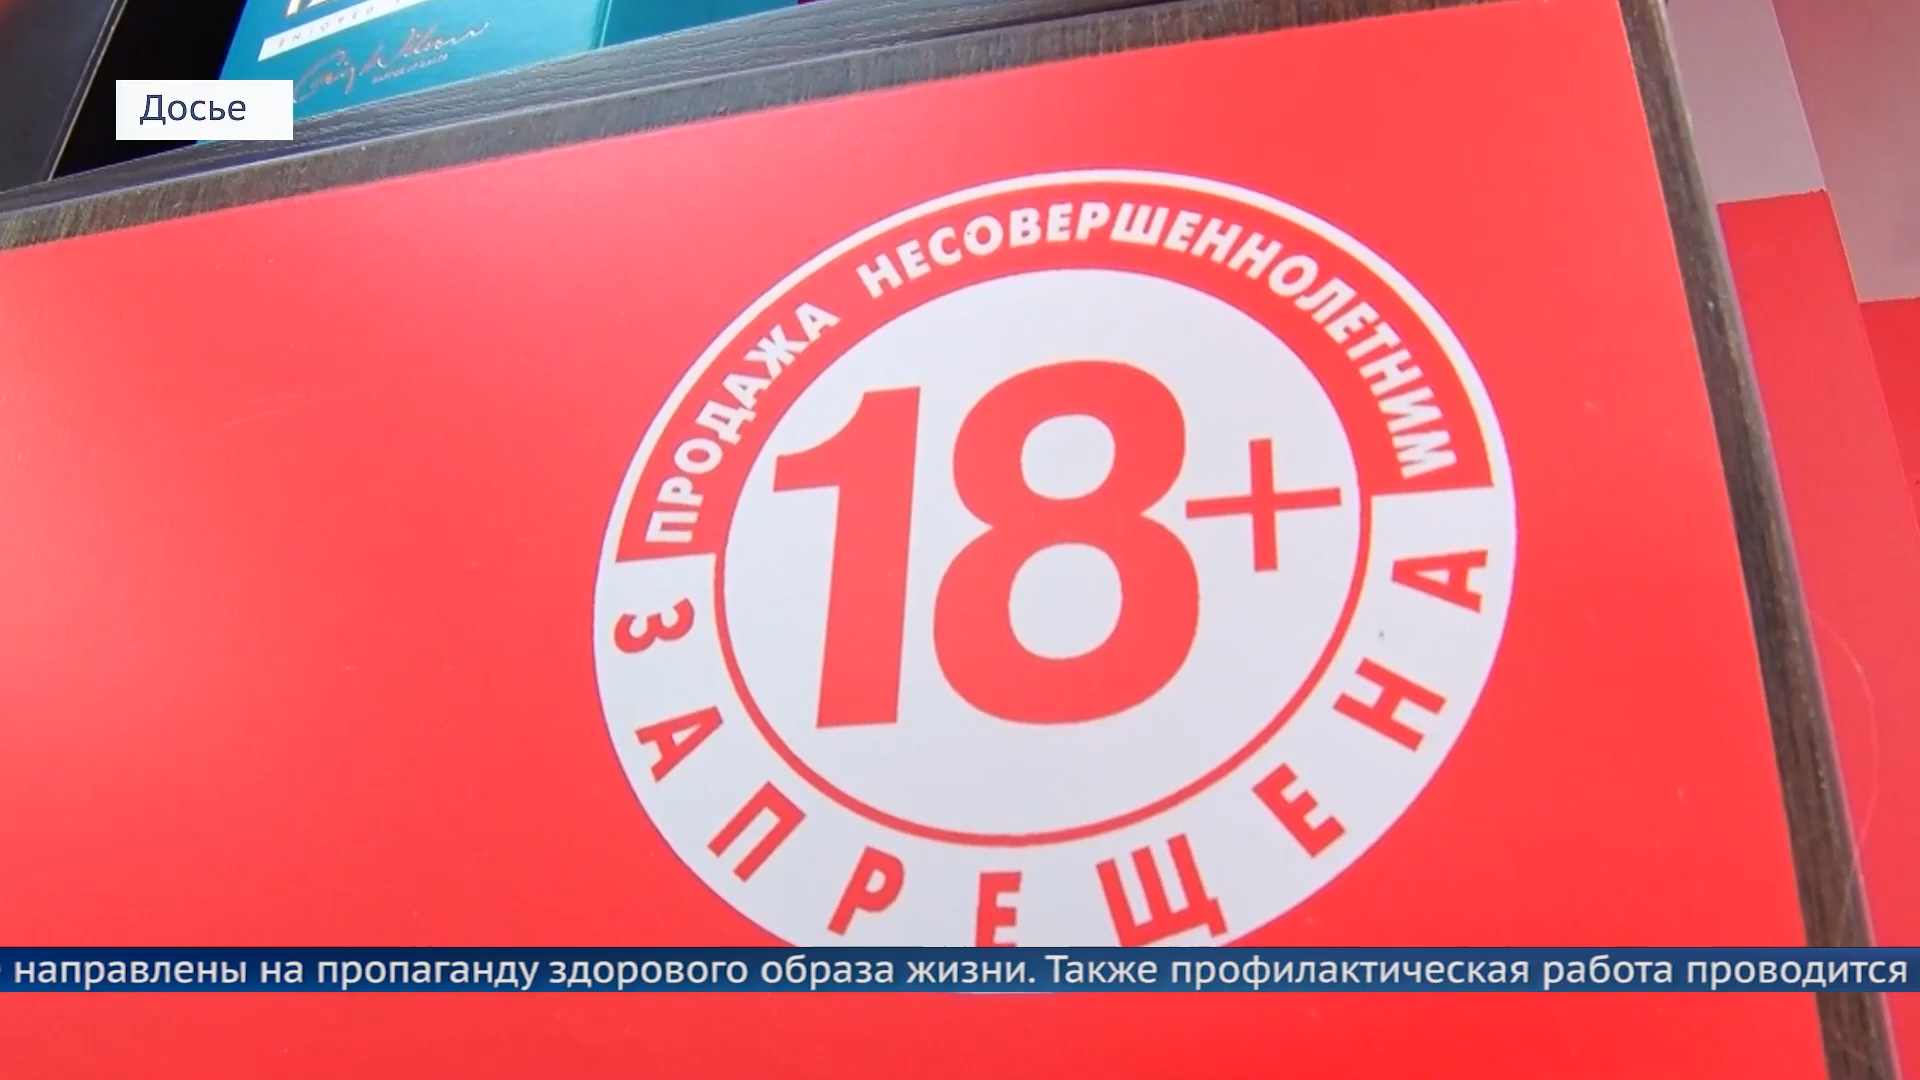 Досье
ПРОДАЖА НЕСОВЕРШЕННОЛЕТНИМ
18+
ЗАПРЕЩЕНА
направлены на пропаганду здорового образа жизни. Также профилактическая работа проводится